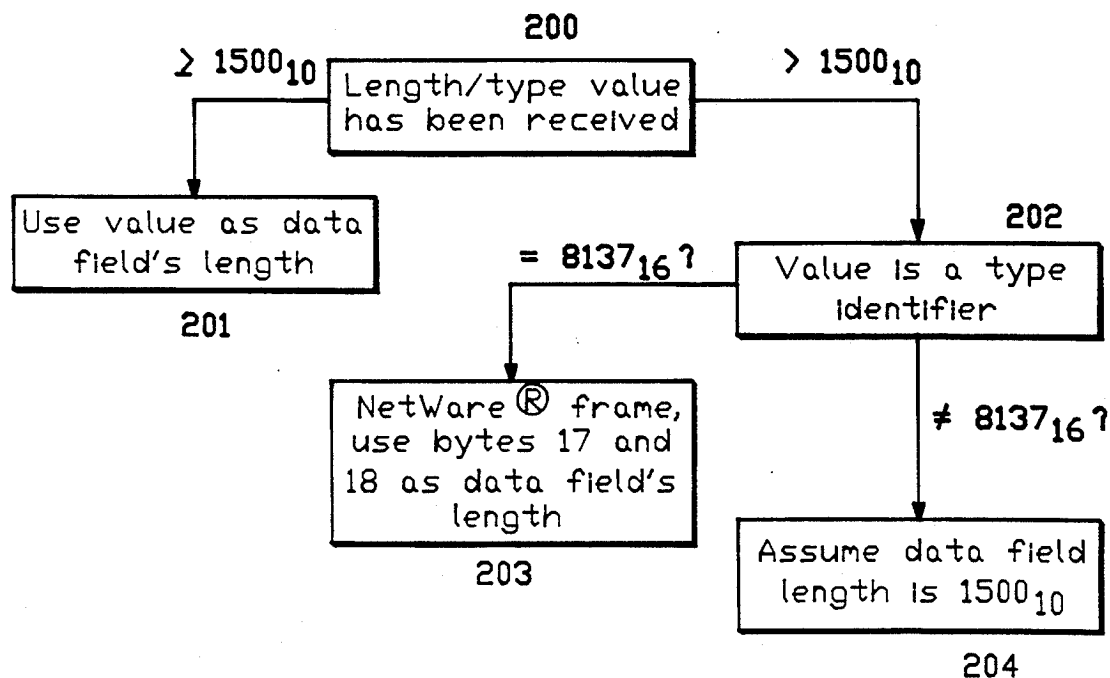 200
≥ 1500₁₀
> 1500₁₀
Length/type value
has been received
Use value as data
field's length
201
202
Value is a type
identifier
= 8137₁₆?
NetWare® frame,
use bytes 17 and
18 as data field's
length
203
≠ 8137₁₆?
Assume data field
length is 1500₁₀
204